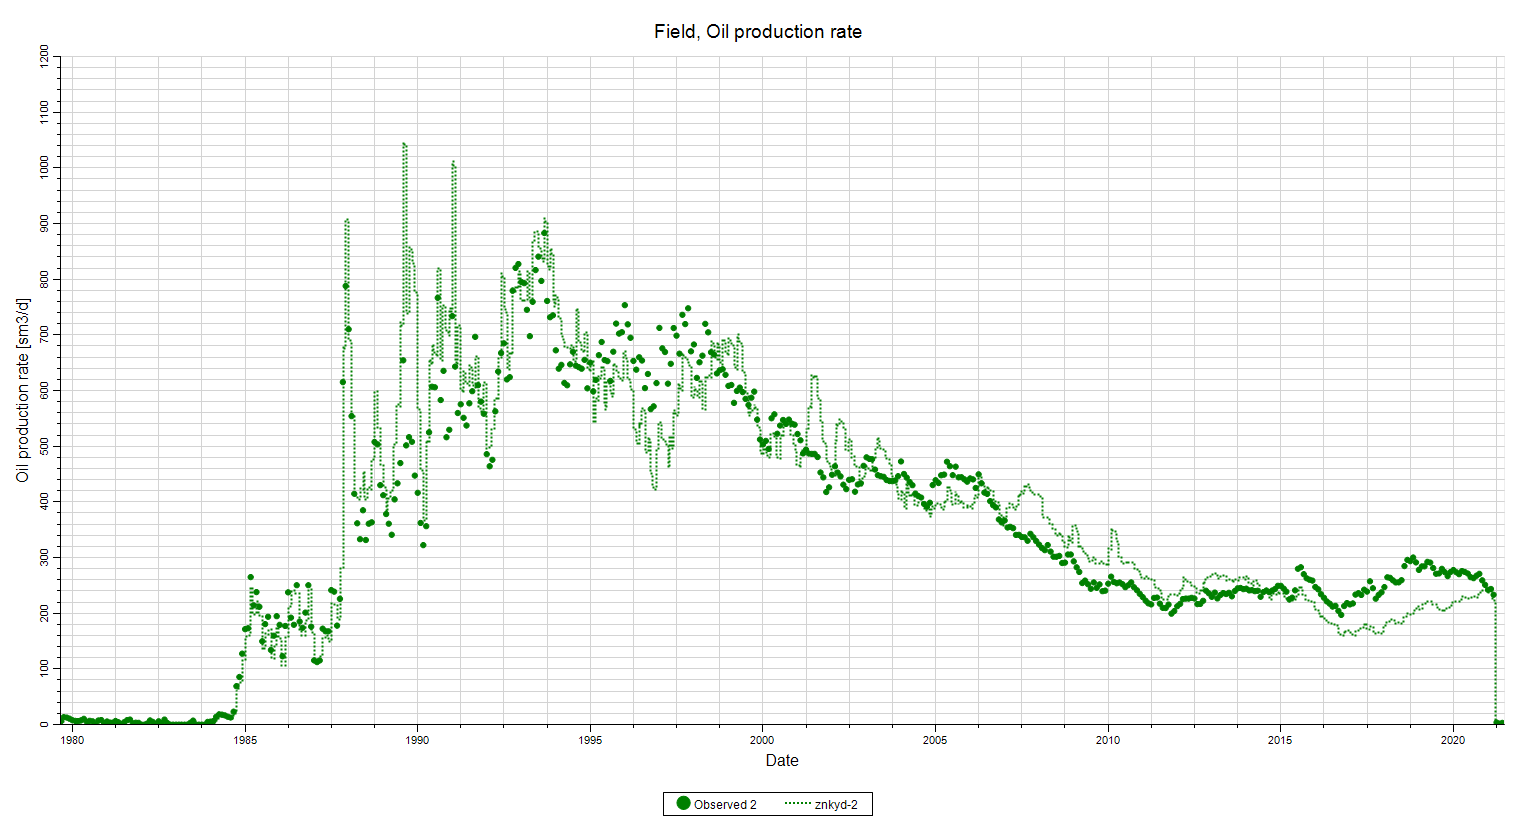 Field, Oil production rate
1200
1100
1000
900
800
700
600
500
400
300
200
100
0
Oil production rate [sm3/d]
1980 1985 1990 1995 2000 2005 2010 2015 2020
Date
Observed 2 znkyd-2